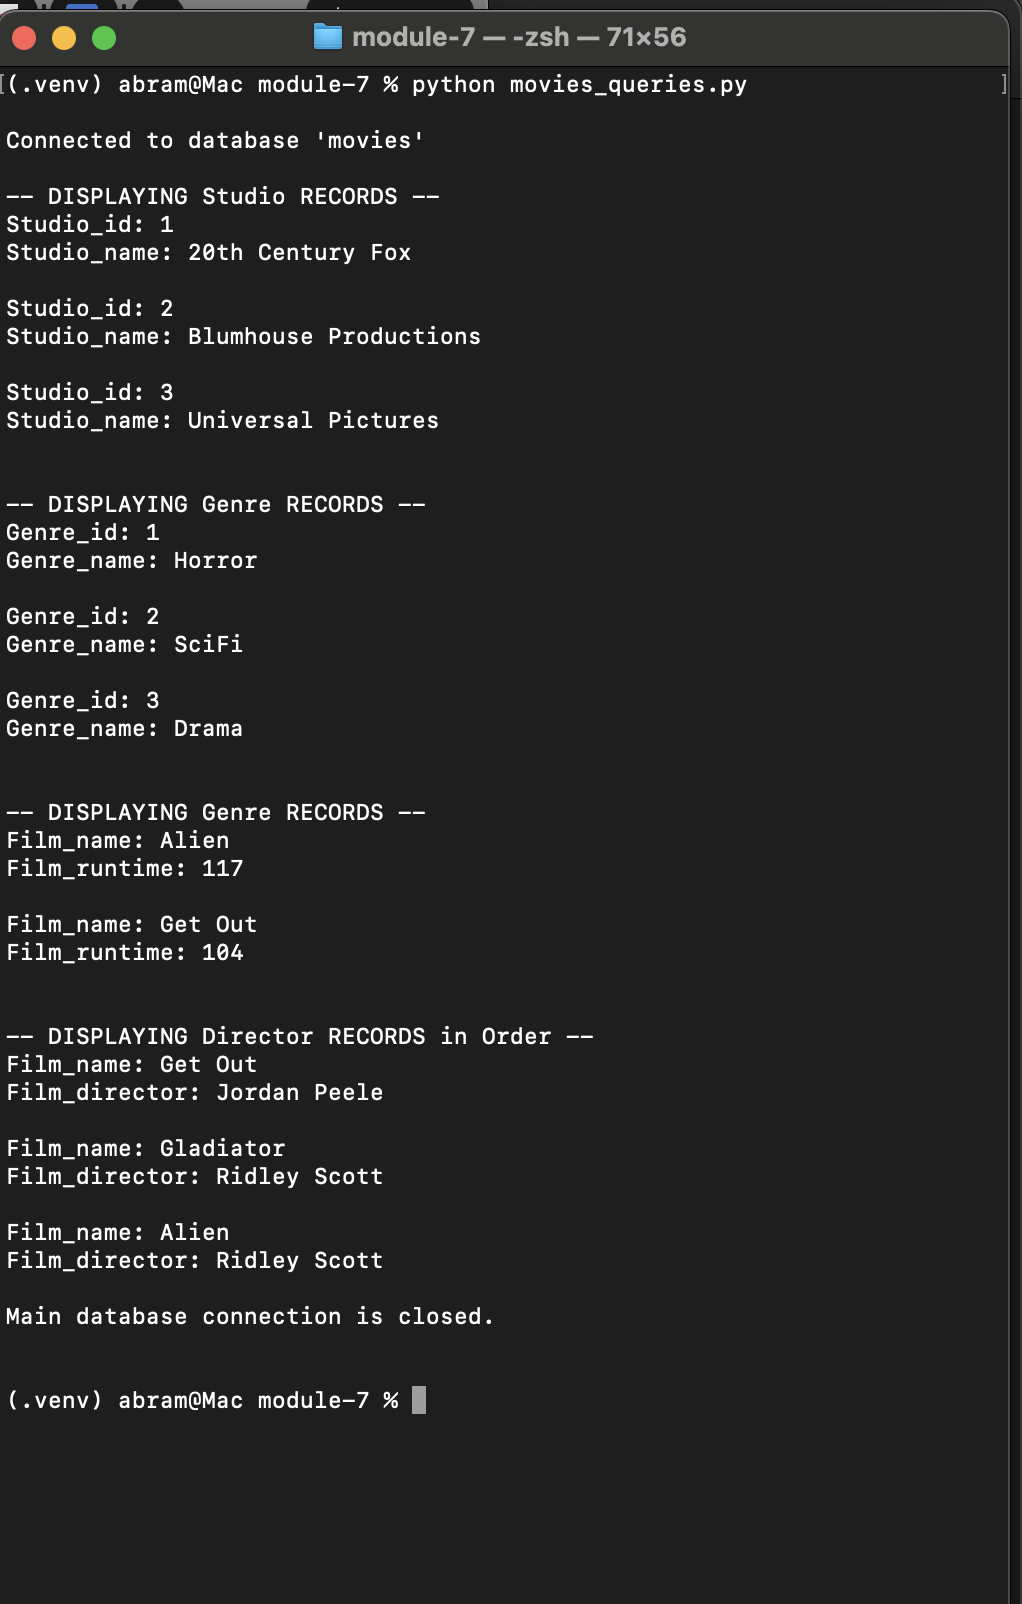 module-7 — -zsh — 71×56
(.venv) abram@Mac module-7 % python movies_queries.py
Connected to database 'movies'
-- DISPLAYING Studio RECORDS --
Studio_id: 1
Studio_name: 20th Century Fox
Studio_id: 2
Studio_name: Blumhouse Productions
Studio_id: 3
Studio_name: Universal Pictures
-- DISPLAYING Genre RECORDS --
Genre_id: 1
Genre_name: Horror
Genre_id: 2
Genre_name: SciFi
Genre_id: 3
Genre_name: Drama
-- DISPLAYING Genre RECORDS --
Film_name: Alien
Film_runtime: 117
Film_name: Get Out
Film_runtime: 104
-- DISPLAYING Director RECORDS in Order --
Film_name: Get Out
Film_director: Jordan Peele
Film_name: Gladiator
Film_director: Ridley Scott
Film_name: Alien
Film_director: Ridley Scott
Main database connection is closed.
(.venv) abram@Mac module-7 %